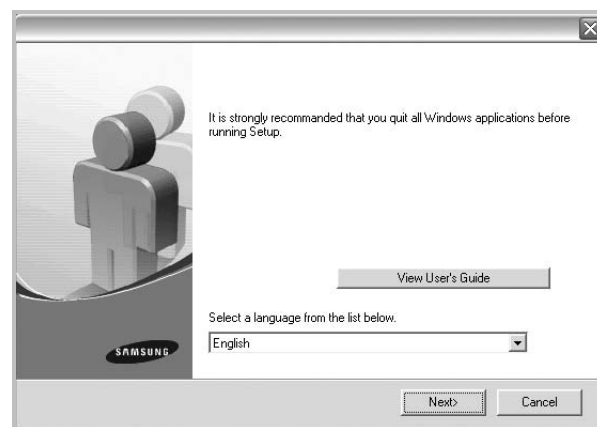 It is strongly recommanded that you quit all Windows applications before
running Setup.
View User's Guide
Select a language from the list below.
English
SAMSUNG
Next>
Cancel